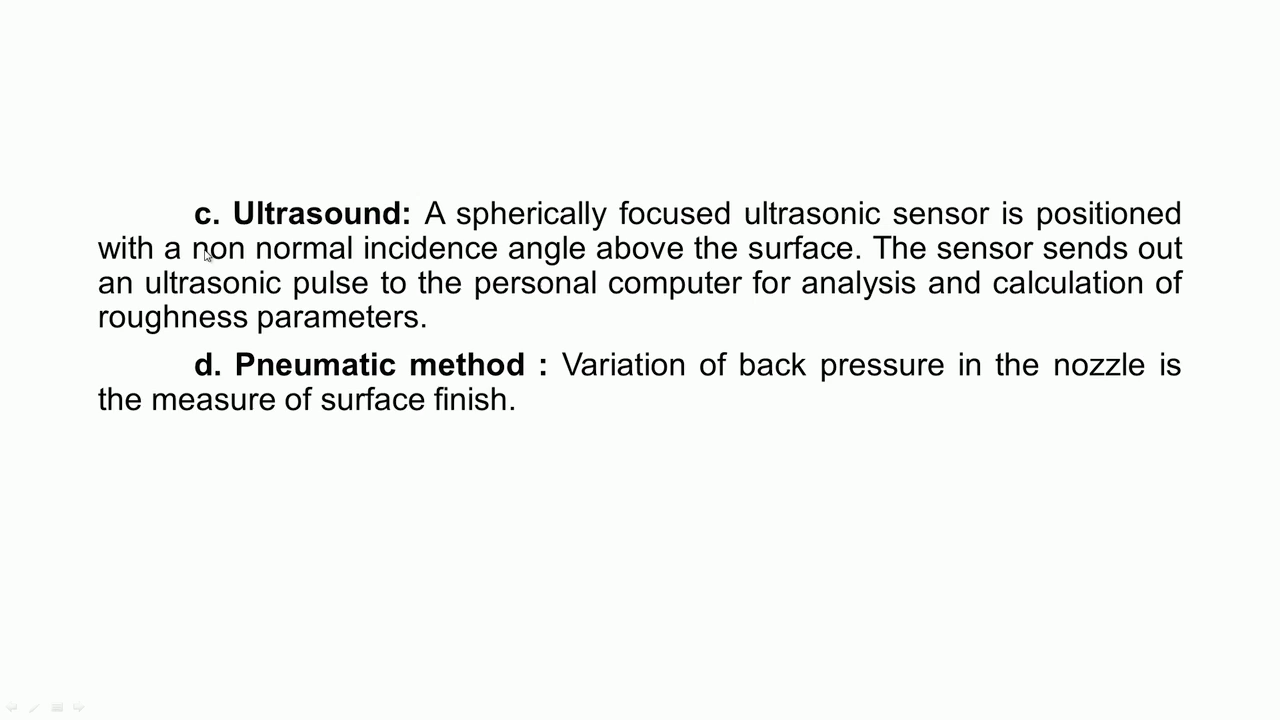 c. Ultrasound: A spherically focused ultrasonic sensor is positioned
with a non normal incidence angle above the surface. The sensor sends out
an ultrasonic pulse to the personal computer for analysis and calculation of
roughness parameters.
d. Pneumatic method : Variation of back pressure in the nozzle is
the measure of surface finish.